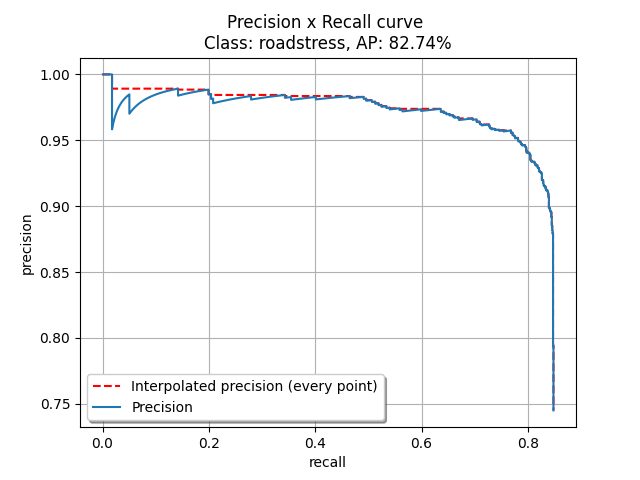 Precision x Recall curve
Class: roadstress, AP: 82.74%
1.00
0.95
0.90
0.85
0.80
0.75
precision
Interpolated precision (every point)
Precision
0.0 0.2 0.4 0.6 0.8
recall